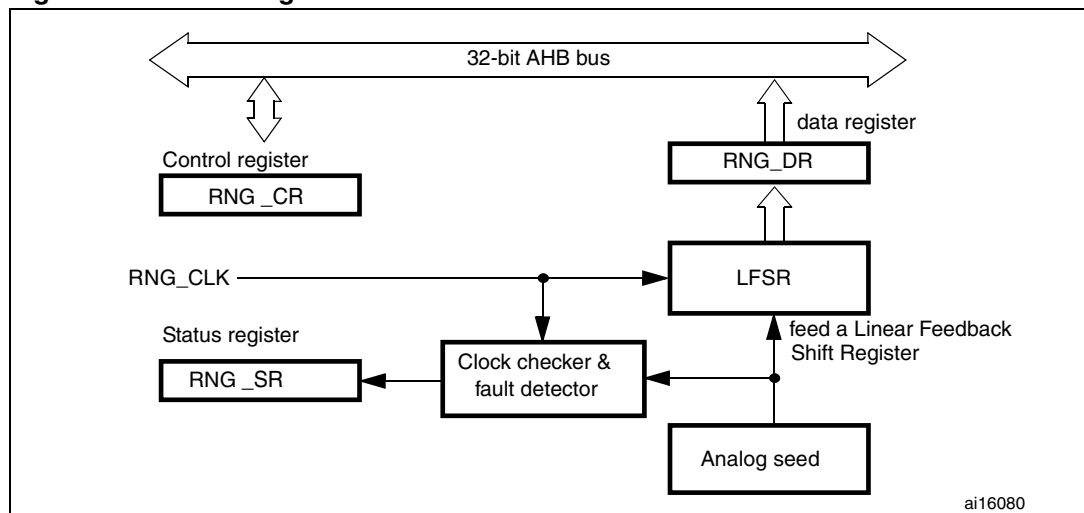 32-bit AHB bus
data register
Control register
RNG_DR
RNG _CR
RNG_CLK
LFSR
Status register
feed a Linear Feedback
Shift Register
Clock checker &
fault detector
RNG _SR
Analog seed
ai16080